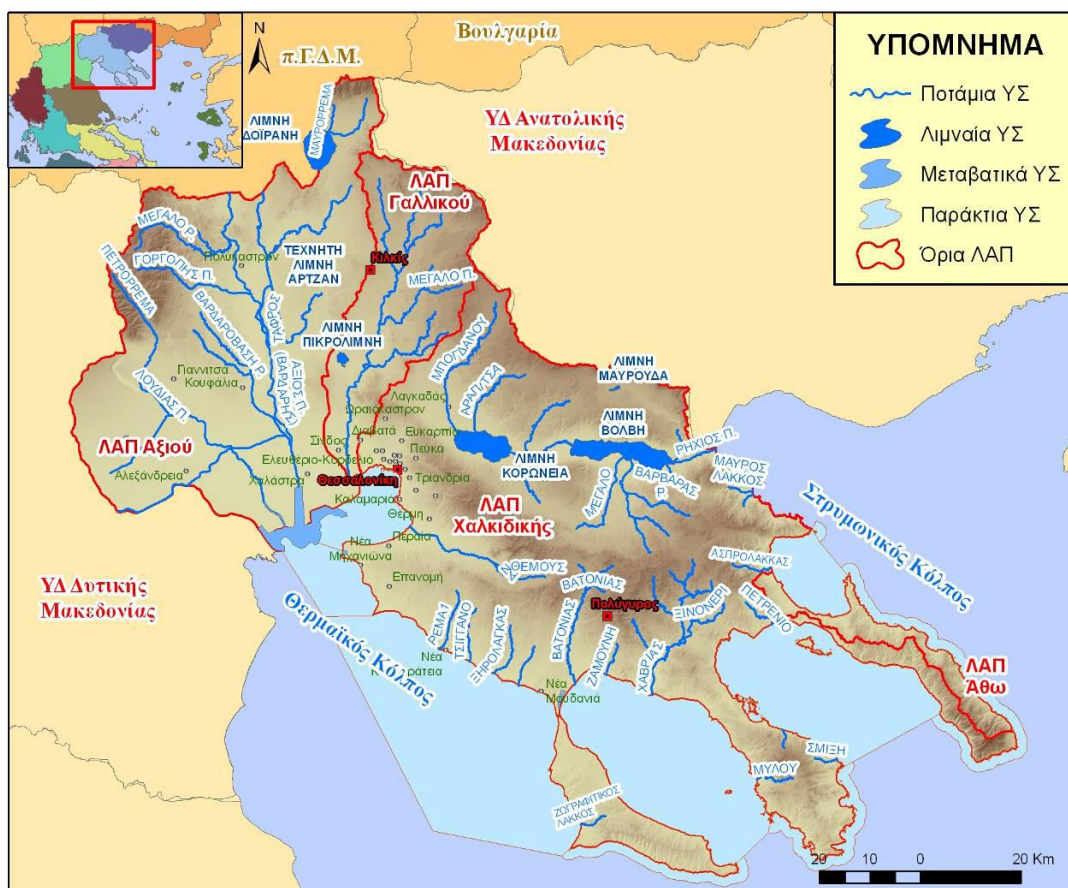 N
π.Γ.Δ.Μ.
Βουλγαρία
ΥΔ Ανατολικής
Μακεδονίας
ΥΔ Δυτικής
Μακεδονίας
ΥΠΟΜΝΗΜΑ
Ποτάμια ΥΣ
Λιμναία ΥΣ
Μεταβατικά ΥΣ
Παράκτια ΥΣ
Όρια ΛΑΠ
ΛΙΜΝΗ
ΔΟΪΡΑΝΗ
ΜΑΥΡΟΡΡΕΜΑ
ΛΑΠ
Γαλλικού
ΜΕΓΑΛΟ Ρ.
Πολύκαστρον
ΠΕΤΡΟΡΡΕΜΑ
ΓΟΡΓΟΠΗΣ Π.
ΤΕΧΝΗΤΗ
ΛΙΜΝΗ
ΑΡΤΖΑΝ
Κιλκίς
ΜΕΓΑΛΟ Π.
ΒΑΡΔΑΡΟΒΑΣΗ Ρ.
ΤΑΦΡΟΣ
ΑΞΙΟΣ Π.
(ΒΑΡΔΑΡΗΣ)
ΛΙΜΝΗ
ΠΙΚΡΟΛΙΜΝΗ
ΜΠΟΓΔΑΝΟΥ
ΑΡΑΠΙΤΣΑ
ΛΙΜΝΗ
ΜΑΥΡΟΥΔΑ
Γιαννιτσά
Κουφάλια
ΛΟΥΔΙΑΣ Π.
Λαγκαδάς
Ωραιόκαστρον
Διαβατά
Ευκαρπία
Σίνδος
Πεύκα
Ελευθέριο-Κορδελιό
Θεσσαλονίκη
Τριανδρία
Χαλάστρα
Καλαμαριά
Θέρμη
ΛΑΠ Αξιού
Αλεξάνδρεια
ΛΙΜΝΗ
ΒΟΛΒΗ
ΡΗΧΙΟΣ Π.
ΛΙΜΝΗ
ΚΟΡΩΝΕΙΑ
ΜΕΓΑΛΟ
ΒΑΡΒΑΡΑΣ
Ρ.
ΜΑΥΡΟΣ
ΛΑΚΚΟΣ
ΛΑΠ
Χαλκιδικής
Στρυμωνικός Κόλπος
Νέα
Μηχανιώνα
Περαία
Επανομή
ΑΝΘΕΜΟΥΣ
ΒΑΤΟΝΙΑΣ
ΑΣΠΡΟΛΑΚΚΑΣ
Πολύγυρος
ΞΙΝΟΝΕΡΙ
ΠΕΤΡΕΝΙΟ
Θερμαϊκός Κόλπος
ΡΕΜΑ1
ΤΣΙΓΓΑΝΟ
ΞΗΡΟΛΑΓΚΑΣ
ΒΑΤΟΝΙΑΣ
ΖΑΜΟΥΝΗ
ΧΑΒΡΙΑΣ
Νέα
Νέα
Μουδανιά
ΛΑΠ
Άθω
ΣΜΙΞΗ
ΜΥΛΟΥ
ΖΩΓΡΑΦΙΤΙΚΟΣ
ΛΑΚΚΟΣ
20 10 0 20 Km